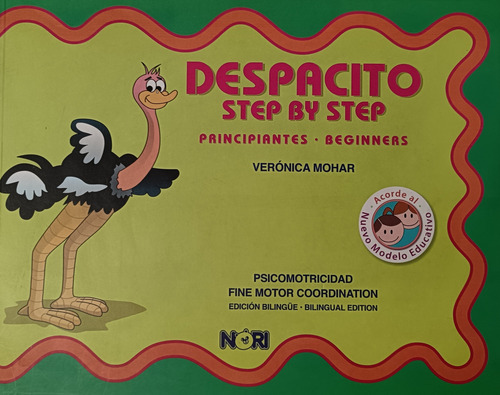 DESPACITO
STEP BY STEP
PRINCIPIANTES · BEGINNERS
VERÓNICA MOHAR
Acorde al
Nuevo Modelo Educativo
PSICOMOTRICIDAD
FINE MOTOR COORDINATION
EDICIÓN BILINGÜE · BILINGUAL EDITION
NORI